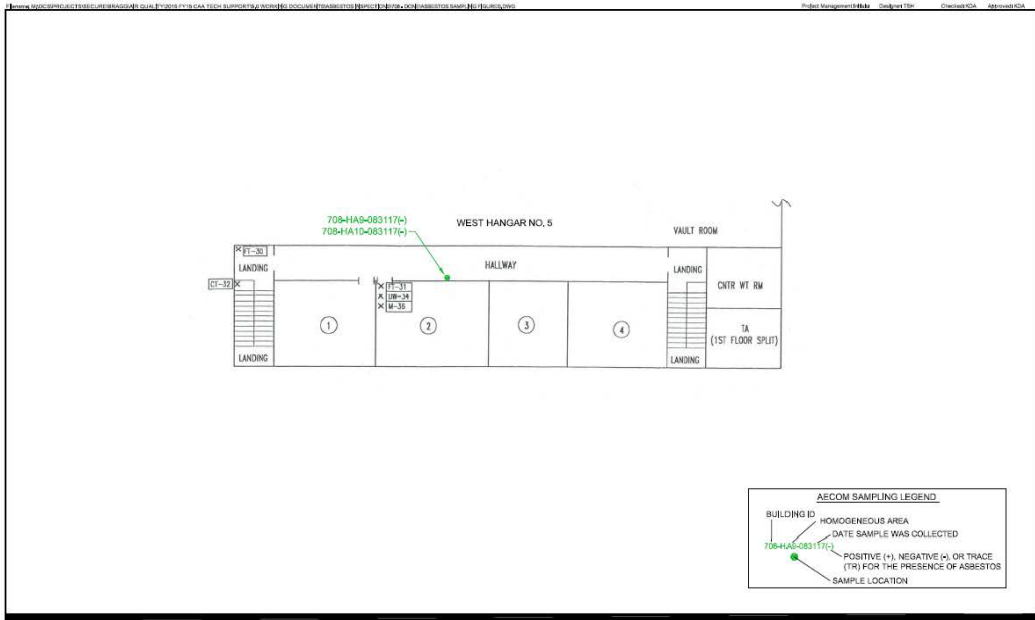 Project Management Initials: Designer: TSH Checked: KDA Approved: KDA
708-HA9-083117(-)
708-HA10-083117(-)
WEST HANGAR NO. 5
VAULT ROOM
FT-30
LANDING
HALLWAY
LANDING
CT-32
FT-31
UW-34
M-36
CNTR WT RM
1
2
3
4
TA
(1ST FLOOR SPLIT)
LANDING
LANDING
AECOM SAMPLING LEGEND
BUILDING ID
HOMOGENEOUS AREA
DATE SAMPLE WAS COLLECTED
708-HA9-083117(-)
POSITIVE (+), NEGATIVE (-), OR TRACE
(TR) FOR THE PRESENCE OF ASBESTOS
SAMPLE LOCATION